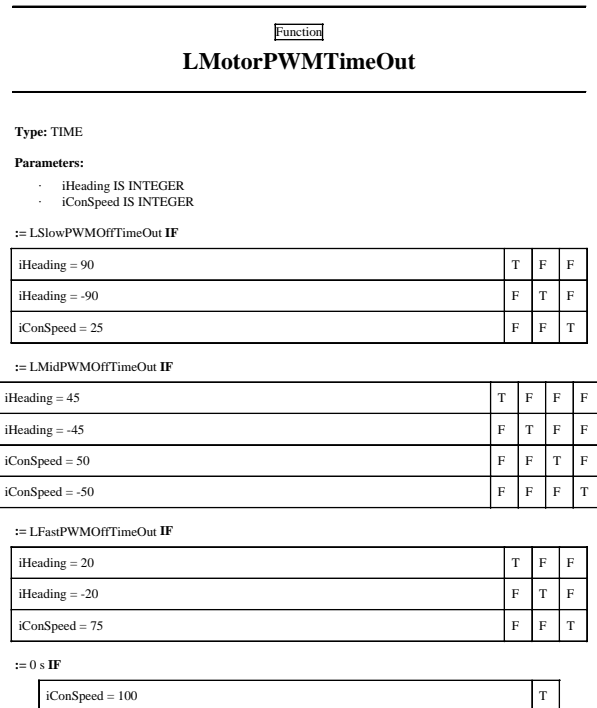 Function
LMotorPWMTimeOut
Type: TIME
Parameters:
· iHeading IS INTEGER
· iConSpeed IS INTEGER
:= LSlowPWMOffTimeOut IF
iHeading = 90 T F F
iHeading = -90 F T F
iConSpeed = 25 F F T
:= LMidPWMOffTimeOut IF
iHeading = 45 T F F F
iHeading = -45 F T F F
iConSpeed = 50 F F T F
iConSpeed = -50 F F F T
:= LFastPWMOffTimeOut IF
iHeading = 20 T F F
iHeading = -20 F T F
iConSpeed = 75 F F T
:= 0 s IF
iConSpeed = 100 T